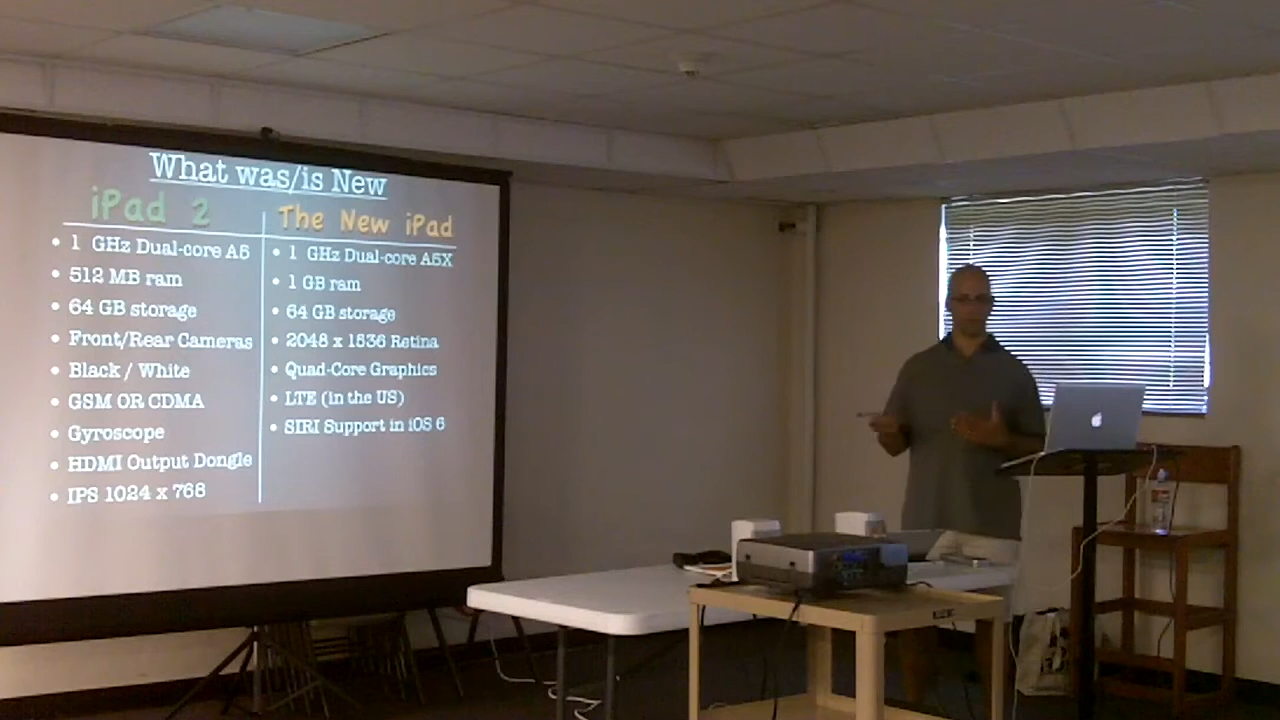 What was/is New
iPad 2
• 1 GHz Dual-core A5
• 512 MB ram
• 64 GB storage
• Front/Rear Cameras
• Black / White
• GSM OR CDMA
• Gyroscope
• HDMI Output Dongle
• IPS 1024 x 768
The New iPad
• 1 GHz Dual-core A5X
• 1 GB ram
• 64 GB storage
• 2048 x 1536 Retina
• Quad-Core Graphics
• LTE (in the US)
• SIRI Support in iOS 6